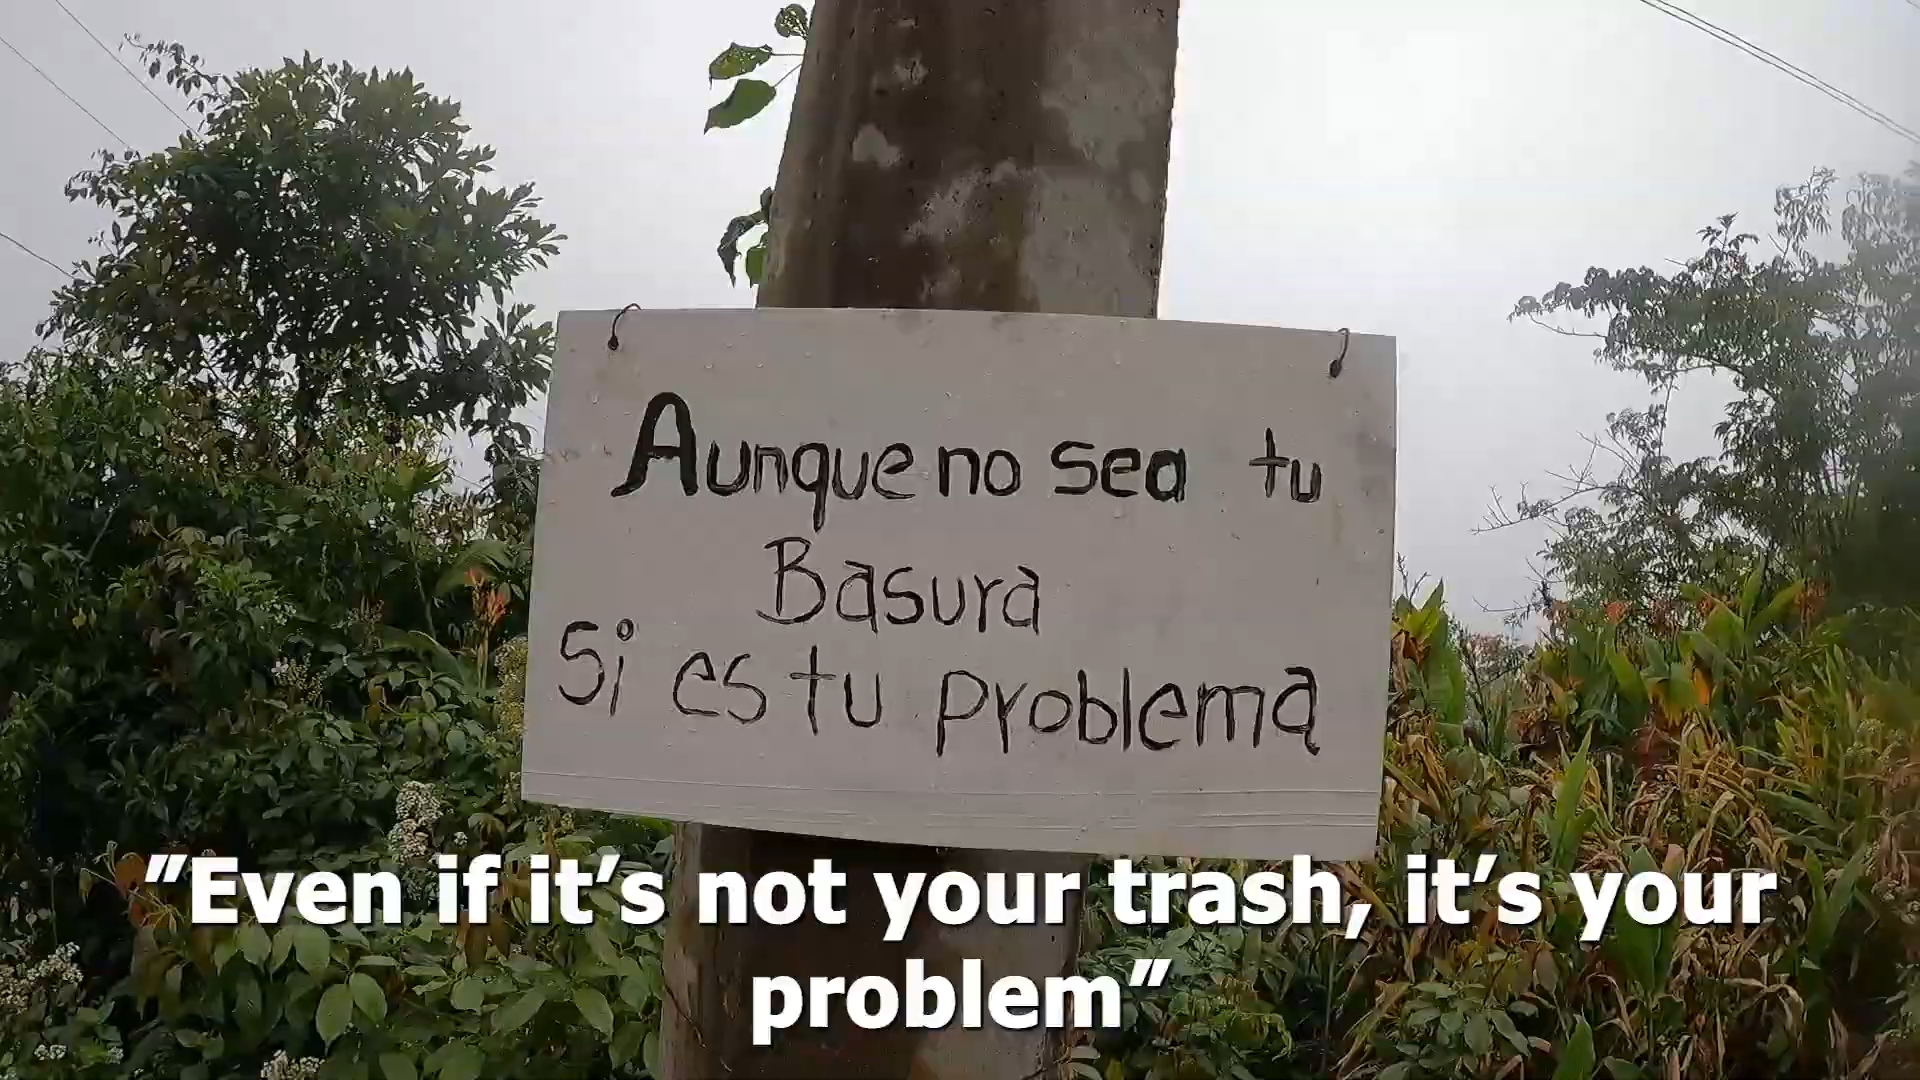 Aunque no sea tu
Basura
Si es tu problema
"Even if it's not your trash, it's your
problem"